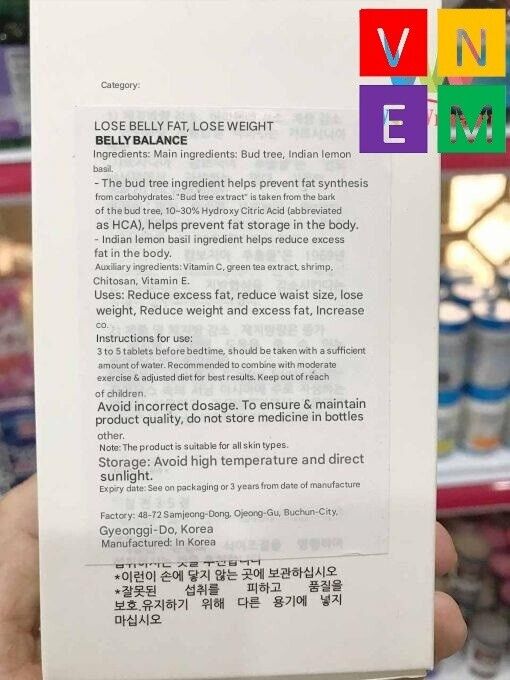 V N
E M
Category:
LOSE BELLY FAT, LOSE WEIGHT
BELLY BALANCE
Ingredients: Main ingredients: Bud tree, Indian lemon
basil.
- The bud tree ingredient helps prevent fat synthesis
from carbohydrates. "Bud tree extract" is taken from the bark
of the bud tree, 10–30% Hydroxy Citric Acid (abbreviated
as HCA), helps prevent fat storage in the body.
- Indian lemon basil ingredient helps reduce excess
fat in the body.
Auxiliary ingredients: Vitamin C, green tea extract, shrimp,
Chitosan, Vitamin E.
Uses: Reduce excess fat, reduce waist size, lose
weight, Reduce weight and excess fat, Increase
co.
Instructions for use:
3 to 5 tablets before bedtime, should be taken with a sufficient
amount of water. Recommended to combine with moderate
exercise & adjusted diet for best results. Keep out of reach
of children.
Avoid incorrect dosage. To ensure & maintain
product quality, do not store medicine in bottles
other.
Note: The product is suitable for all skin types.
Storage: Avoid high temperature and direct
sunlight.
Expiry date: See on packaging or 3 years from date of manufacture
Factory: 48-72 Samjeong-Dong, Ojeong-Gu, Buchun-City,
Gyeonggi-Do, Korea
Manufactured: In Korea
*이런이 손에 닿지 않는 곳에 보관하십시오
*잘못된 섭취를 피하고 품질을
보호.유지하기 위해 다른 용기에 넣지
마십시오